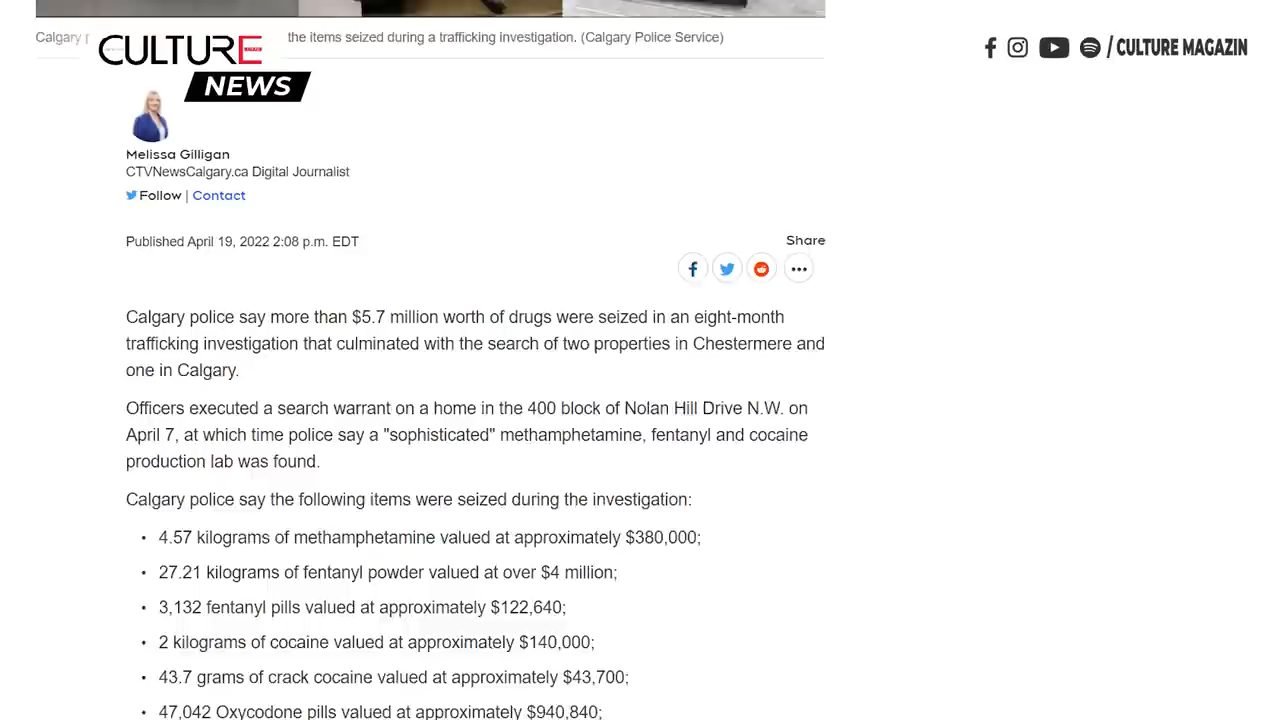 Calgary
the items seized during a trafficking investigation. (Calgary Police Service)
CULTURE
NEWS
/CULTURE MAGAZIN
Melissa Gilligan
CTVNewsCalgary.ca Digital Journalist
Follow | Contact
Published April 19, 2022 2:08 p.m. EDT
Share
Calgary police say more than $5.7 million worth of drugs were seized in an eight-month
trafficking investigation that culminated with the search of two properties in Chestermere and
one in Calgary.
Officers executed a search warrant on a home in the 400 block of Nolan Hill Drive N.W. on
April 7, at which time police say a "sophisticated" methamphetamine, fentanyl and cocaine
production lab was found.
Calgary police say the following items were seized during the investigation:
• 4.57 kilograms of methamphetamine valued at approximately $380,000;
• 27.21 kilograms of fentanyl powder valued at over $4 million;
• 3,132 fentanyl pills valued at approximately $122,640;
• 2 kilograms of cocaine valued at approximately $140,000;
• 43.7 grams of crack cocaine valued at approximately $43,700;
• 47,042 Oxycodone pills valued at approximately $940,840;